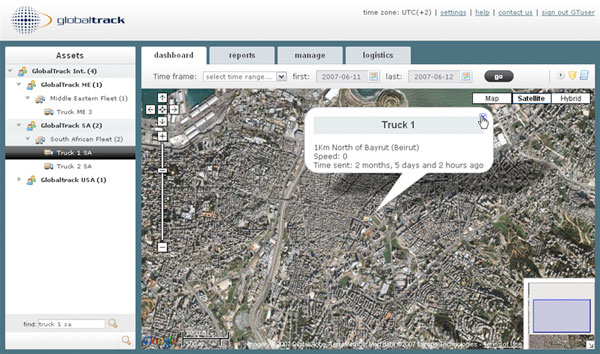 globaltrack
time zone: UTC(+2) | settings | help | contact us | sign out GTuser
Assets
GlobalTrack Int. (4)
GlobalTrack ME (1)
Middle Eastern Fleet (1)
Truck ME 3
GlobalTrack SA (2)
South African Fleet (2)
Truck 1 SA
Truck 2 SA
Globaltrack USA (1)
find: truck 1 sa
dashboard
reports
manage
logistics
Time frame: select time range... first: 2007-06-11 last: 2007-06-12 go
Map
Satellite
Hybrid
Truck 1
1Km North of Bayrut (Beirut)
Speed: 0
Time sent: 2 months, 5 days and 2 hours ago
©2007 Europa Technologies - Terms of Use